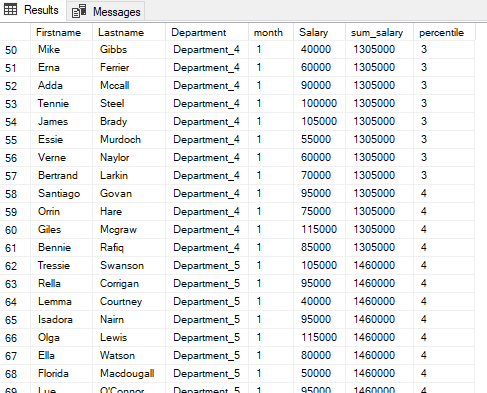 Results Messages
Firstname Lastname Department month Salary sum_salary percentile
50 Mike Gibbs Department_4 1 40000 1305000 3
51 Erna Ferrier Department_4 1 60000 1305000 3
52 Adda Mccall Department_4 1 90000 1305000 3
53 Tennie Steel Department_4 1 100000 1305000 3
54 James Brady Department_4 1 105000 1305000 3
55 Essie Murdoch Department_4 1 55000 1305000 3
56 Verne Naylor Department_4 1 60000 1305000 3
57 Bertrand Larkin Department_4 1 70000 1305000 3
58 Santiago Govan Department_4 1 95000 1305000 4
59 Orrin Hare Department_4 1 75000 1305000 4
60 Giles Mcgraw Department_4 1 115000 1305000 4
61 Bennie Rafiq Department_4 1 85000 1305000 4
62 Tressie Swanson Department_5 1 105000 1460000 4
63 Rella Corrigan Department_5 1 95000 1460000 4
64 Lemma Courtney Department_5 1 40000 1460000 4
65 Isadora Nairn Department_5 1 95000 1460000 4
66 Olga Lewis Department_5 1 115000 1460000 4
67 Ella Watson Department_5 1 80000 1460000 4
68 Florida Macdougall Department_5 1 50000 1460000 4
69 Lue O'Connor Department_5 1 95000 1460000 4